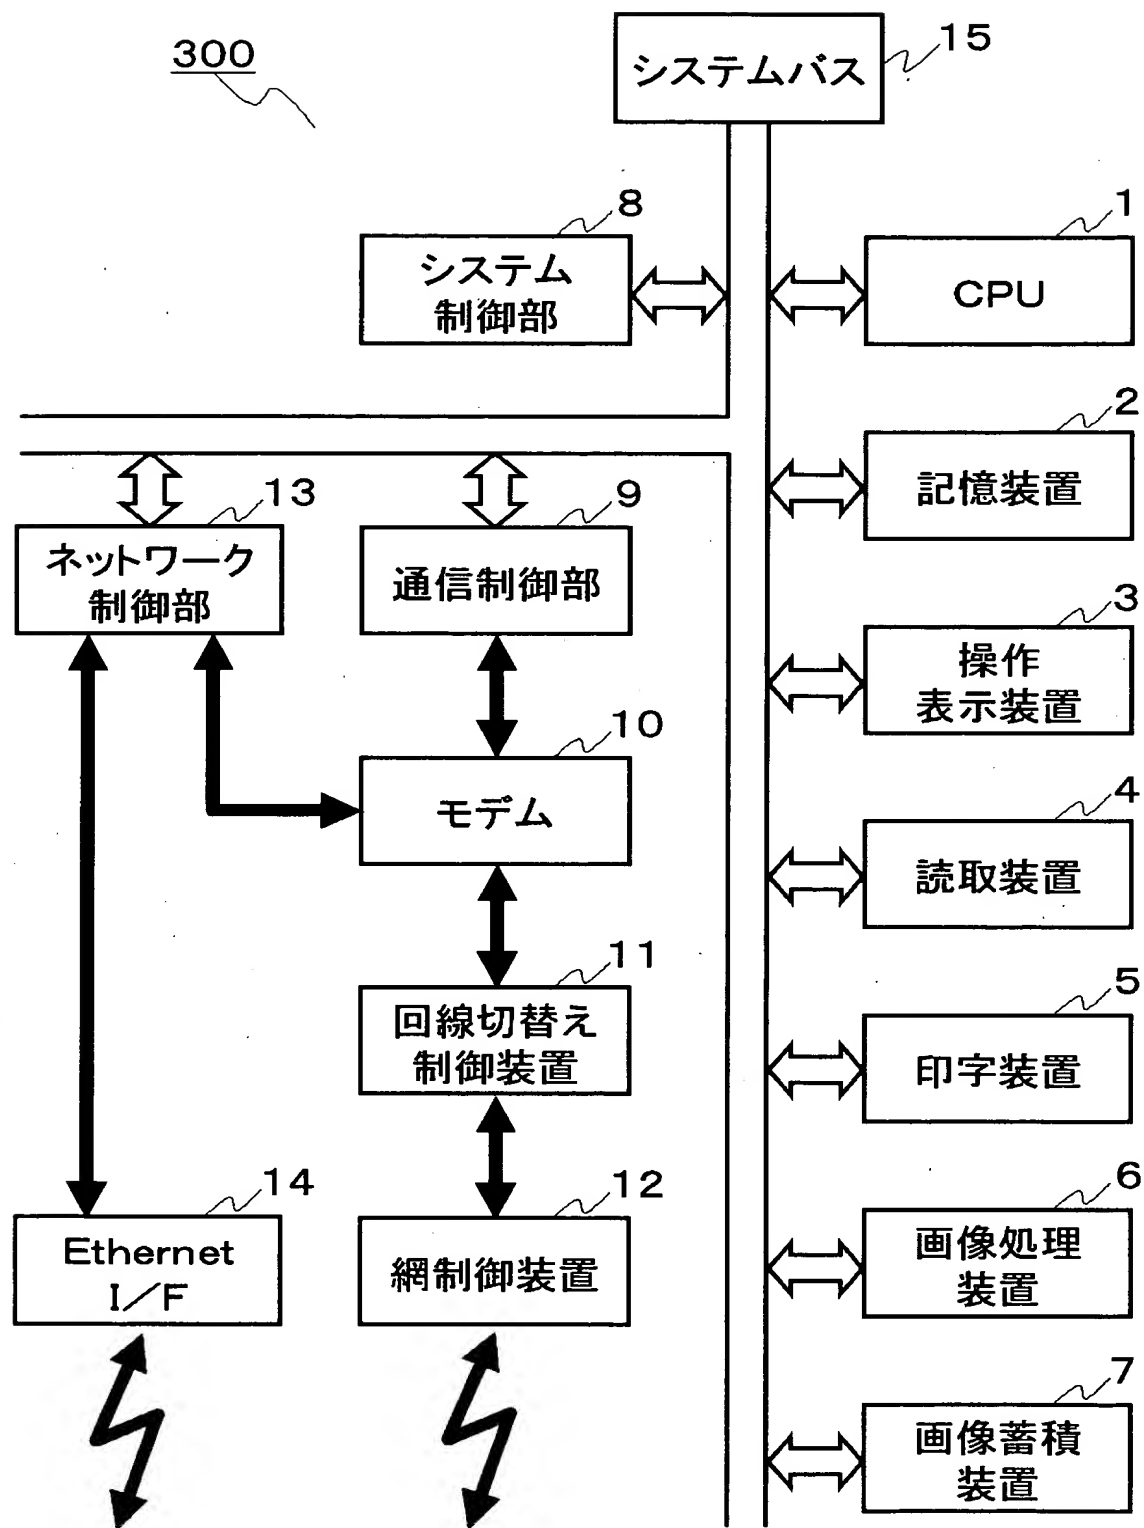 300
システムバス
15
8
システム
制御部
1
CPU
2
記憶装置
13
ネットワーク
制御部
9
通信制御部
3
操作
表示装置
10
モデム
4
読取装置
11
回線切替え
制御装置
5
印字装置
14
Ethernet
I/F
12
網制御装置
6
画像処理
装置
7
画像蓄積
装置